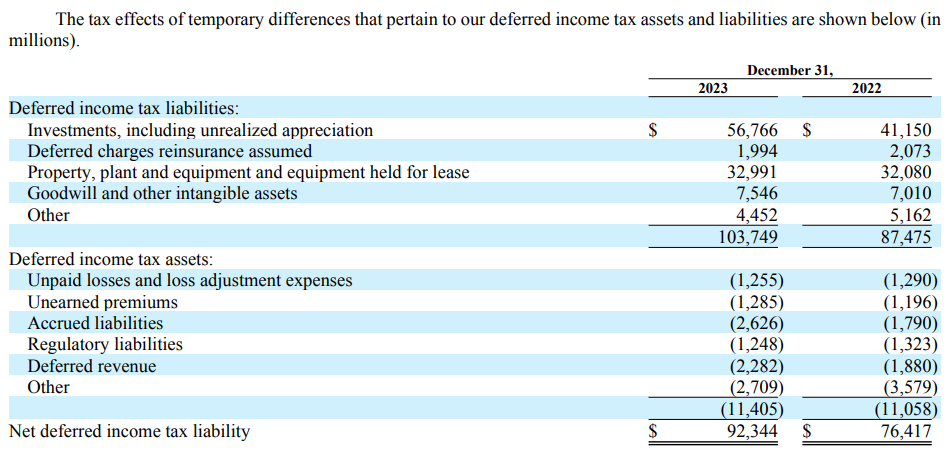 The tax effects of temporary differences that pertain to our deferred income tax assets and liabilities are shown below (in
millions).
December 31,
2023 2022
Deferred income tax liabilities:
Investments, including unrealized appreciation $ 56,766 $ 41,150
Deferred charges reinsurance assumed 1,994 2,073
Property, plant and equipment and equipment held for lease 32,991 32,080
Goodwill and other intangible assets 7,546 7,010
Other 4,452 5,162
103,749 87,475
Deferred income tax assets:
Unpaid losses and loss adjustment expenses (1,255) (1,290)
Unearned premiums (1,285) (1,196)
Accrued liabilities (2,626) (1,790)
Regulatory liabilities (1,248) (1,323)
Deferred revenue (2,282) (1,880)
Other (2,709) (3,579)
(11,405) (11,058)
Net deferred income tax liability $ 92,344 $ 76,417